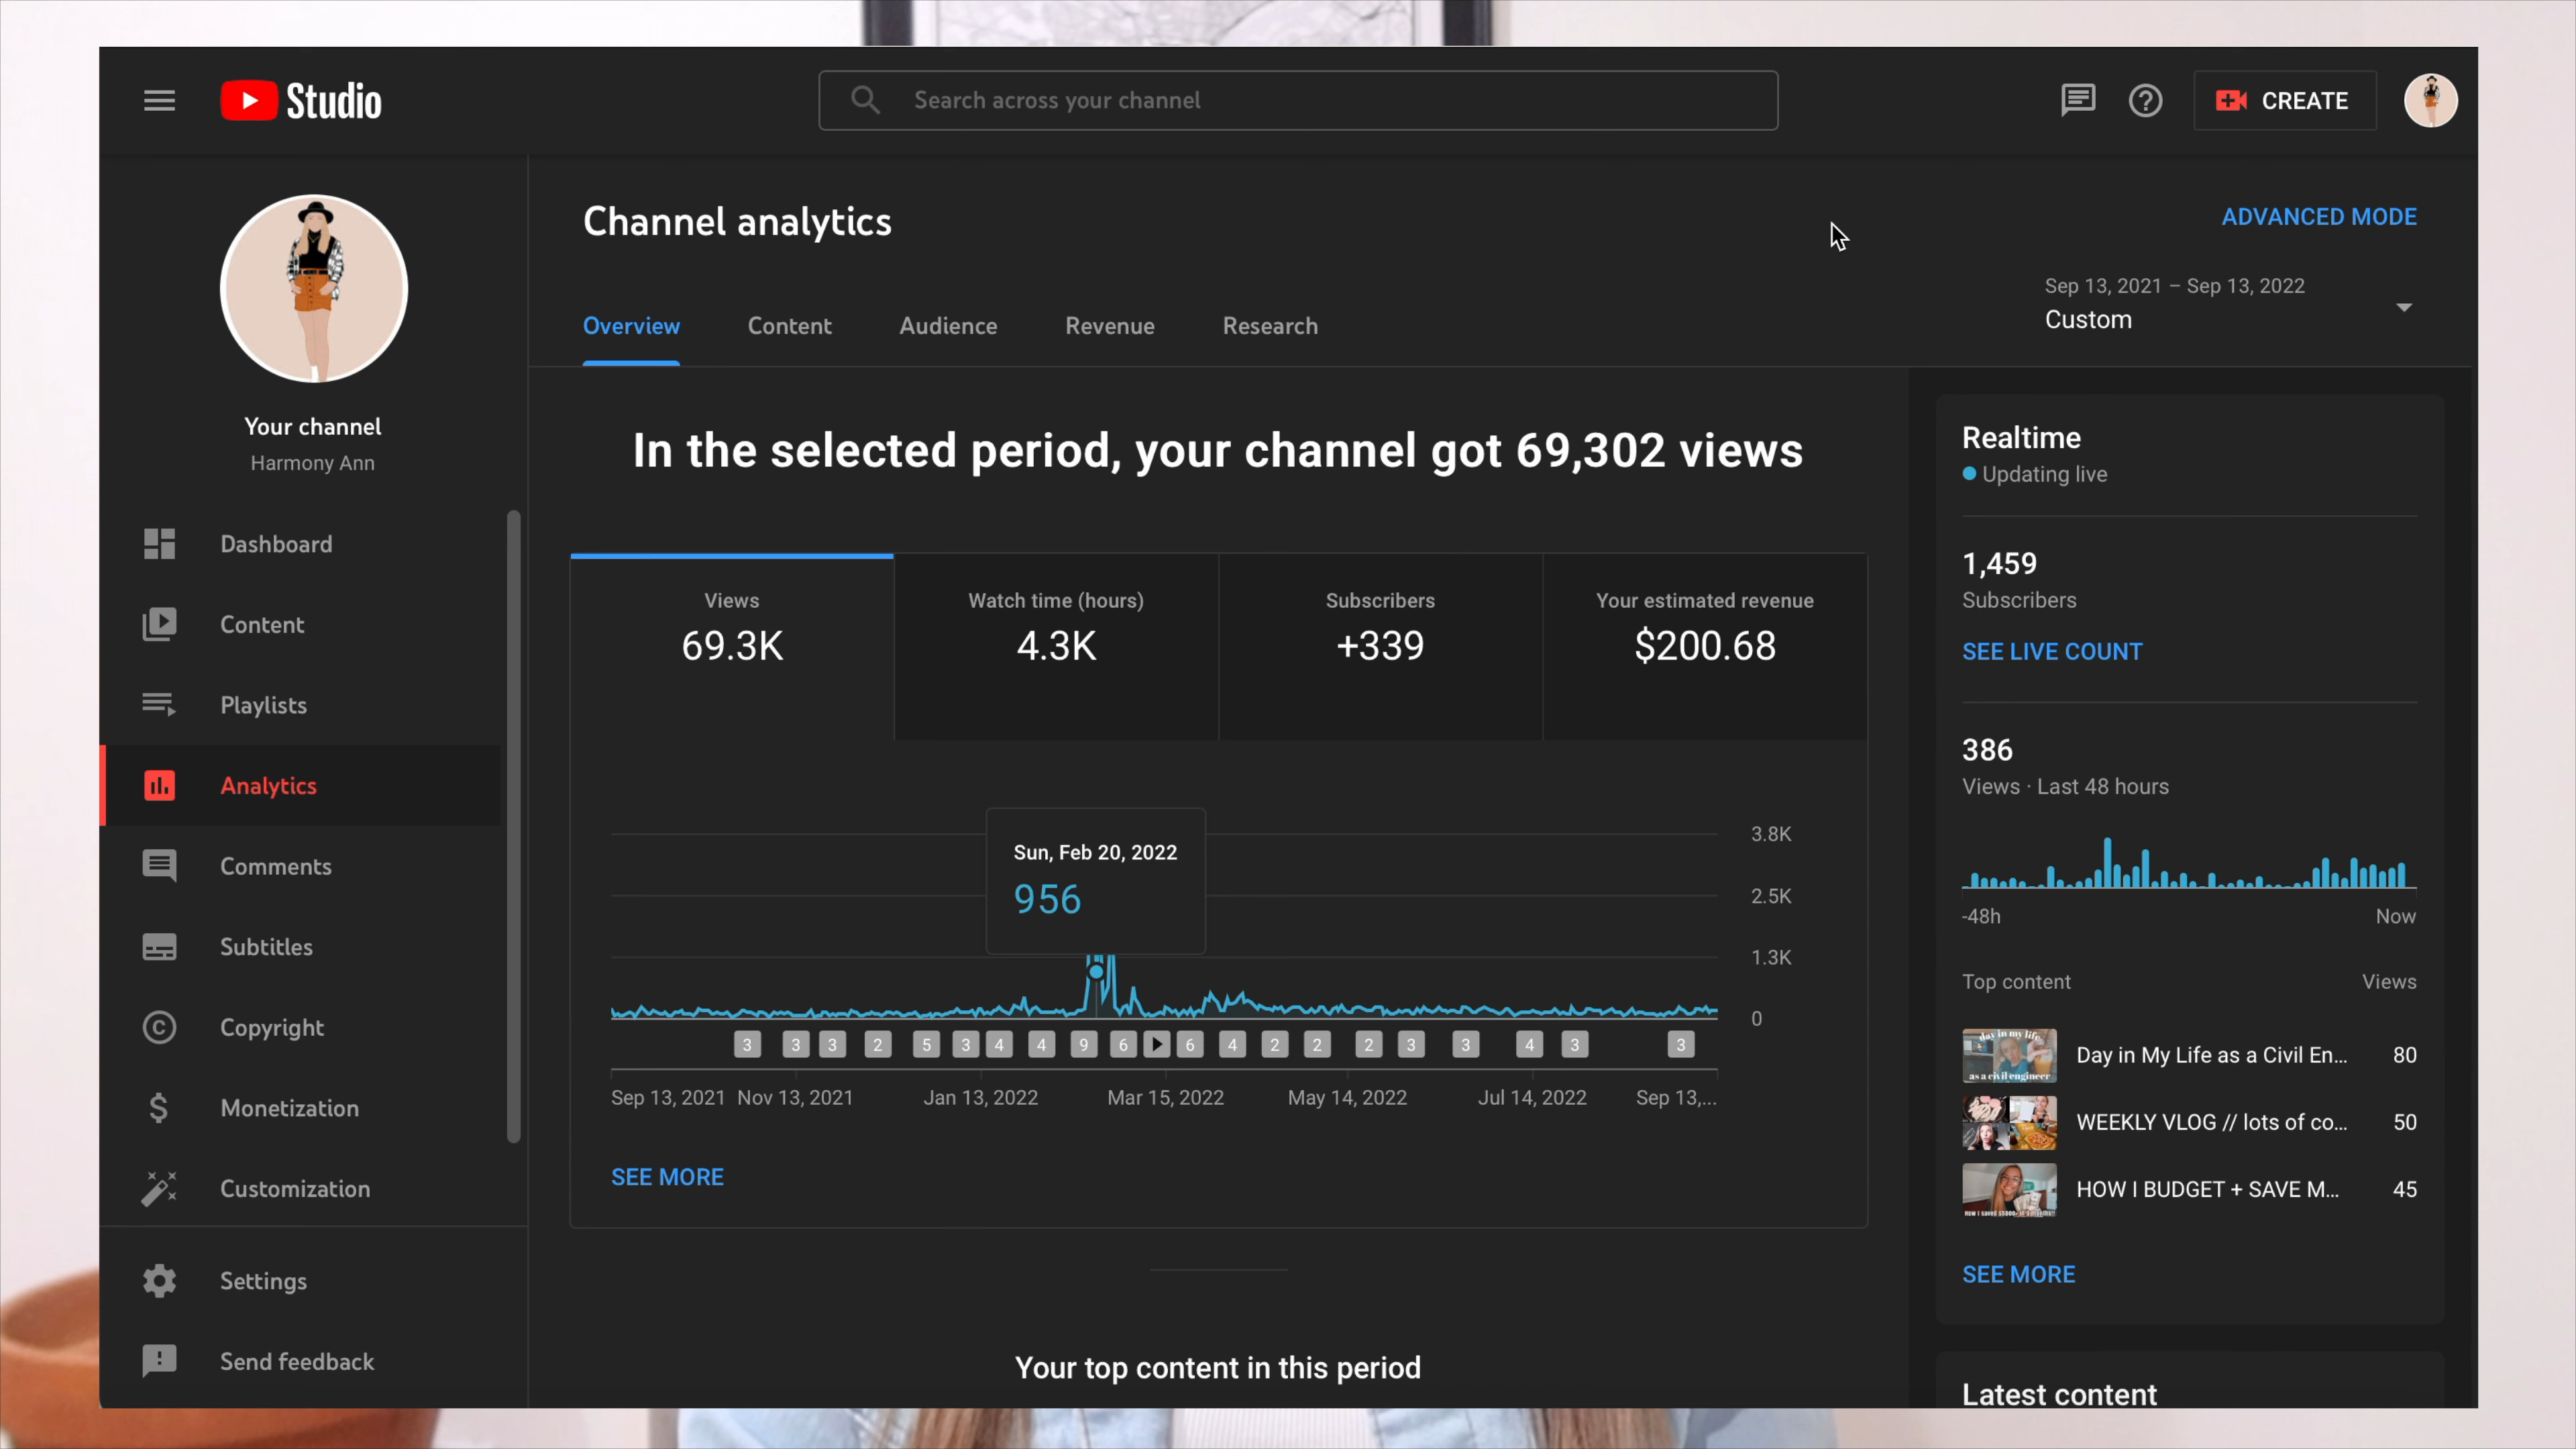 Studio
Search across your channel
CREATE
Your channel
Harmony Ann
Dashboard
Content
Playlists
Analytics
Comments
Subtitles
Copyright
Monetization
Customization
Settings
Send feedback
Channel analytics
ADVANCED MODE
Sep 13, 2021 – Sep 13, 2022
Custom
Overview Content Audience Revenue Research
In the selected period, your channel got 69,302 views
Views
69.3K
Watch time (hours)
4.3K
Subscribers
+339
Your estimated revenue
$200.68
Sun, Feb 20, 2022
956
3.8K
2.5K
1.3K
0
3 3 3 2 5 3 4 4 9 6 6 4 2 2 2 3 3 4 3 3
Sep 13, 2021 Nov 13, 2021 Jan 13, 2022 Mar 15, 2022 May 14, 2022 Jul 14, 2022 Sep 13,...
SEE MORE
Your top content in this period
Realtime
Updating live
1,459
Subscribers
SEE LIVE COUNT
386
Views · Last 48 hours
-48h Now
Top content Views
day in my life
as a civil engineer
Day in My Life as a Civil En... 80
WEEKLY VLOG // lots of co... 50
HOW I BUDGET + SAVE M... 45
SEE MORE
Latest content